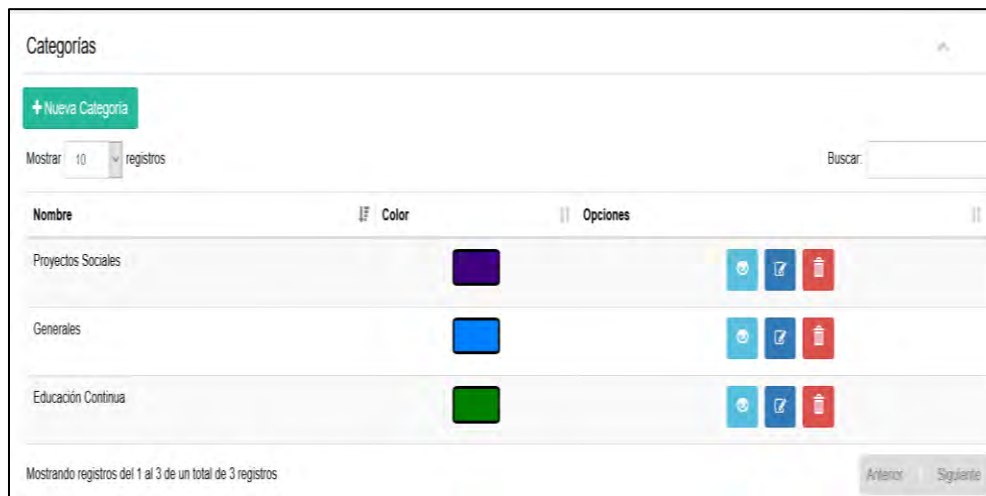 Categorías
+Nueva Categoria
Mostrar 10 registros
Buscar:
Nombre Color Opciones
Proyectos Sociales
Generales
Educación Continua
Mostrando registros del 1 al 3 de un total de 3 registros
Anterior Siguiente